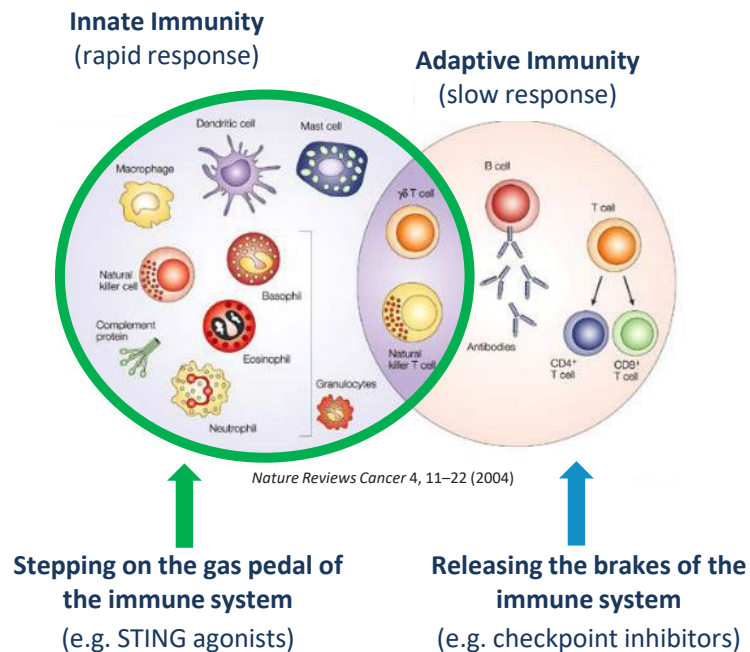 Innate Immunity
(rapid response)
Adaptive Immunity
(slow response)
Dendritic cell
Mast cell
Macrophage
γδ T cell
B cell
T cell
Natural
killer cell
Basophil
Complement
protein
Eosinophil
Natural
killer T cell
Antibodies
CD4⁺
T cell
CD8⁺
T cell
Granulocytes
Neutrophil
Nature Reviews Cancer 4, 11–22 (2004)
Stepping on the gas pedal of
the immune system
(e.g. STING agonists)
Releasing the brakes of the
immune system
(e.g. checkpoint inhibitors)